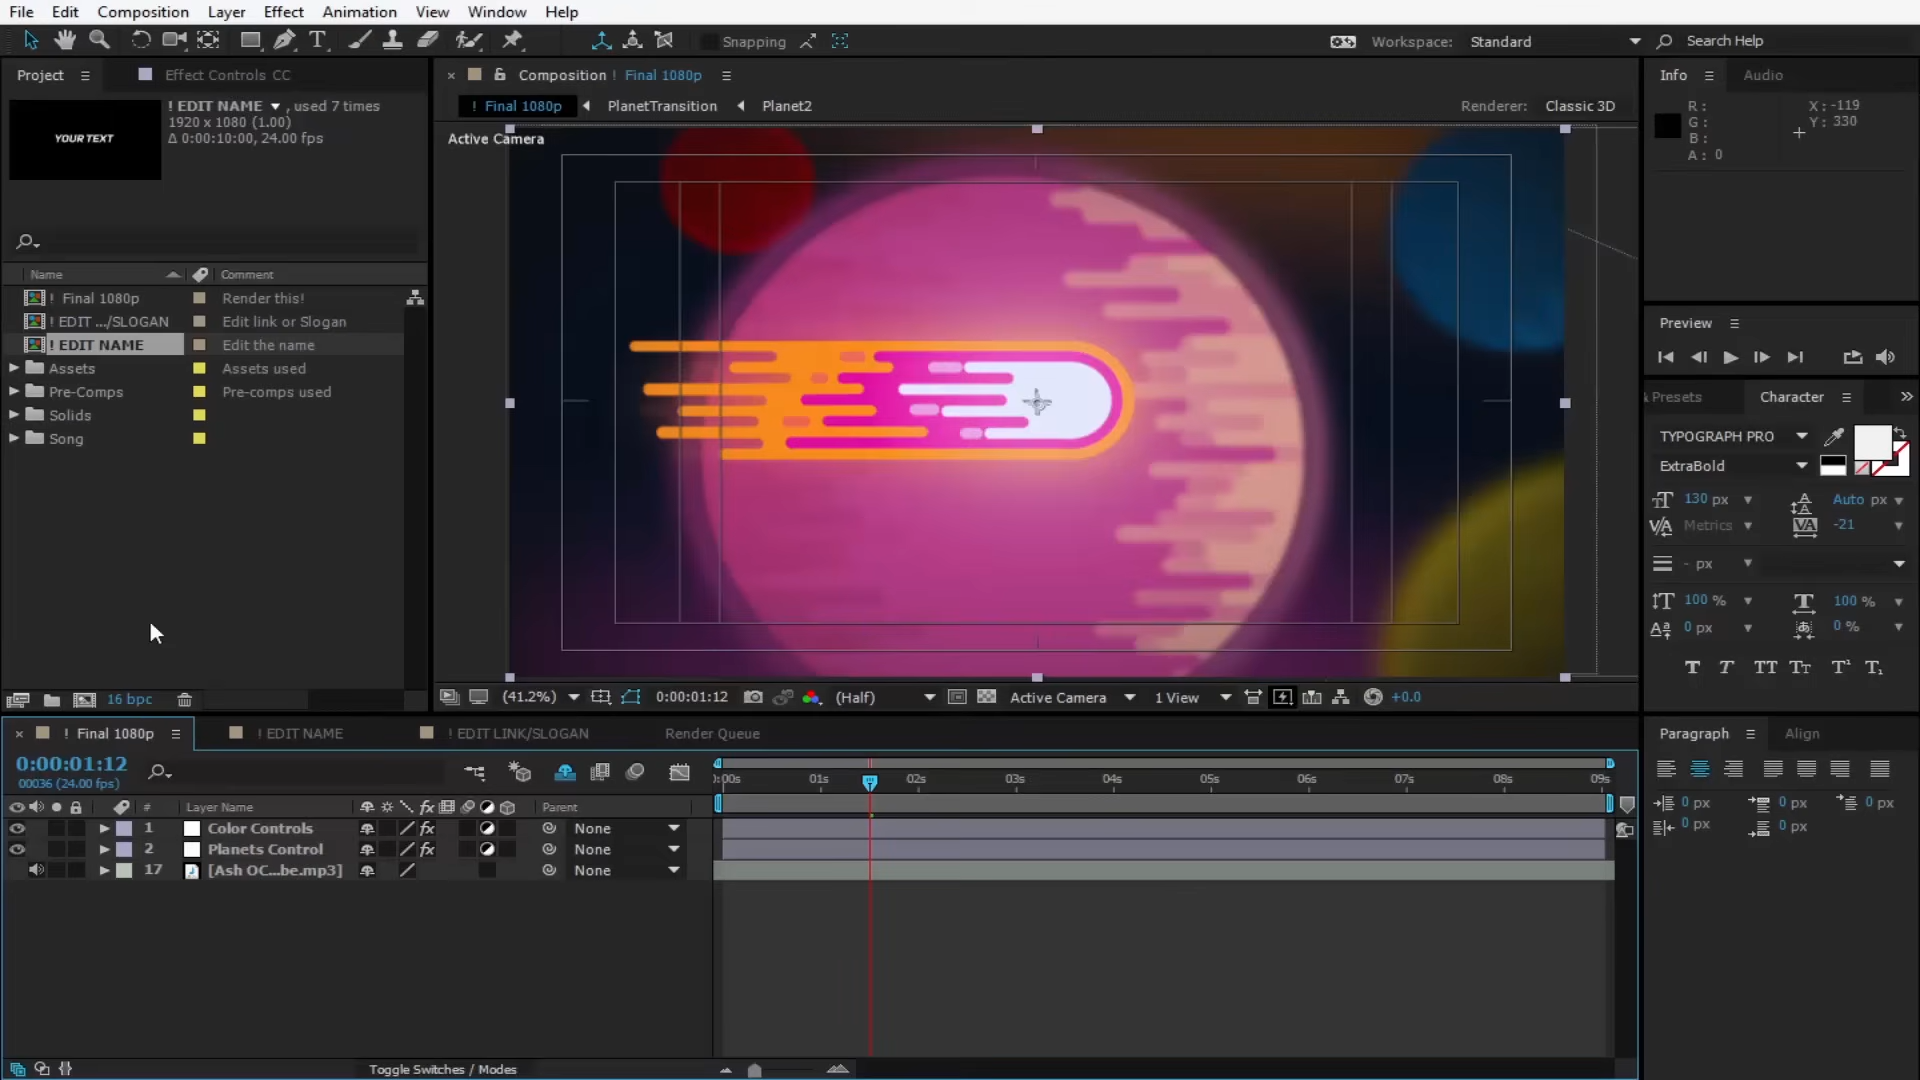 File Edit Composition Layer Effect Animation View Window Help
Snapping
Workspace: Standard
Search Help
Project
Effect Controls CC
! EDIT NAME , used 7 times
1920 x 1080 (1.00)
Δ 0:00:10:00, 24.00 fps
YOUR TEXT
Name Comment
! Final 1080p Render this!
! EDIT .../SLOGAN Edit link or Slogan
! EDIT NAME Edit the name
Assets Assets used
Pre-Comps Pre-comps used
Solids
Song
16 bpc
Composition ! Final 1080p
! Final 1080p PlanetTransition Planet2
Renderer: Classic 3D
Active Camera
(41.2%) 0:00:01:12 (Half) Active Camera 1 View +0.0
Info Audio
R : X : -119
G : Y : 330
B :
A : 0
Preview
Presets Character
TYPOGRAPH PRO
ExtraBold
130 px Auto px
Metrics -21
- px
100 % 100 %
0 px 0 %
! Final 1080p ! EDIT NAME ! EDIT LINK/SLOGAN Render Queue
0:00:01:12
00036 (24.00 fps)
:00s 01s 02s 03s 04s 05s 06s 07s 08s 09s
# Layer Name fx Parent
1 Color Controls fx None
2 Planets Control fx None
17 [Ash OC...be.mp3] None
Toggle Switches / Modes
Paragraph Align
0 px 0 px 0 px
0 px 0 px